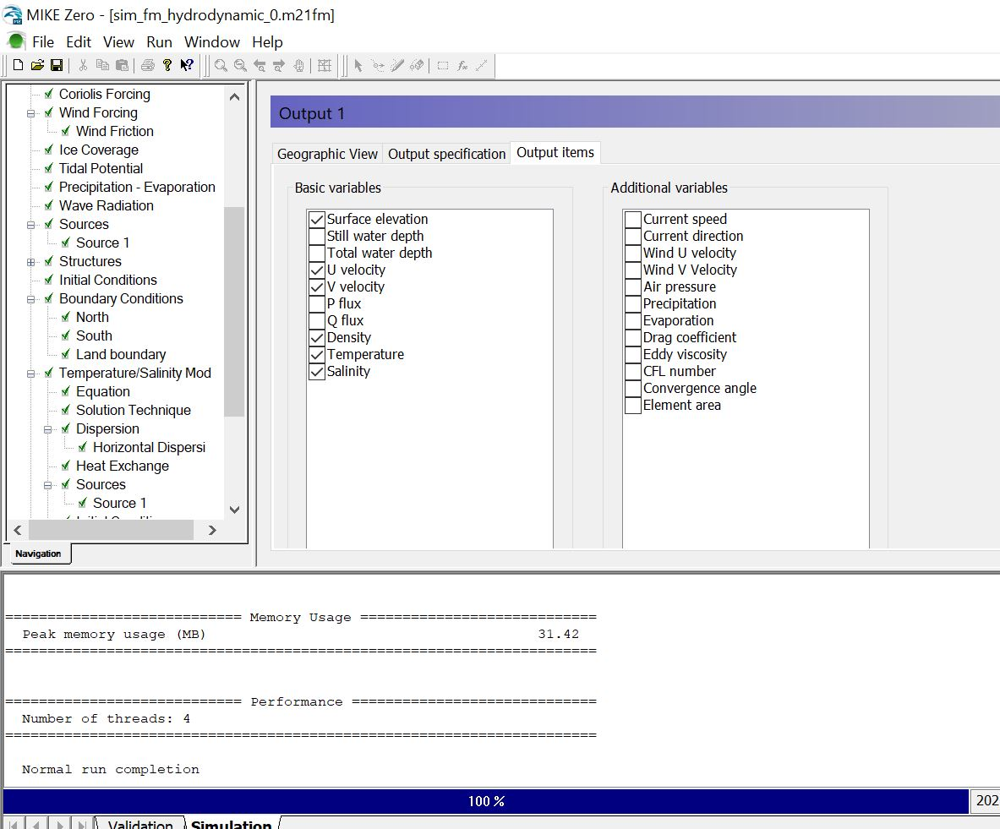 MIKE Zero - [sim_fm_hydrodynamic_0.m21fm]
File Edit View Run Window Help
Coriolis Forcing
Wind Forcing
Wind Friction
Ice Coverage
Tidal Potential
Precipitation - Evaporation
Wave Radiation
Sources
Source 1
Structures
Initial Conditions
Boundary Conditions
North
South
Land boundary
Temperature/Salinity Mod
Equation
Solution Technique
Dispersion
Horizontal Dispersi
Heat Exchange
Sources
Source 1
Navigation
Output 1
Geographic View Output specification Output items
Basic variables
Surface elevation
Still water depth
Total water depth
U velocity
V velocity
P flux
Q flux
Density
Temperature
Salinity
Additional variables
Current speed
Current direction
Wind U velocity
Wind V Velocity
Air pressure
Precipitation
Evaporation
Drag coefficient
Eddy viscosity
CFL number
Convergence angle
Element area
============================ Memory Usage ============================
Peak memory usage (MB) 31.42
======================================================================
============================ Performance =============================
Number of threads: 4
======================================================================
Normal run completion
100 % 202
Validation Simulation